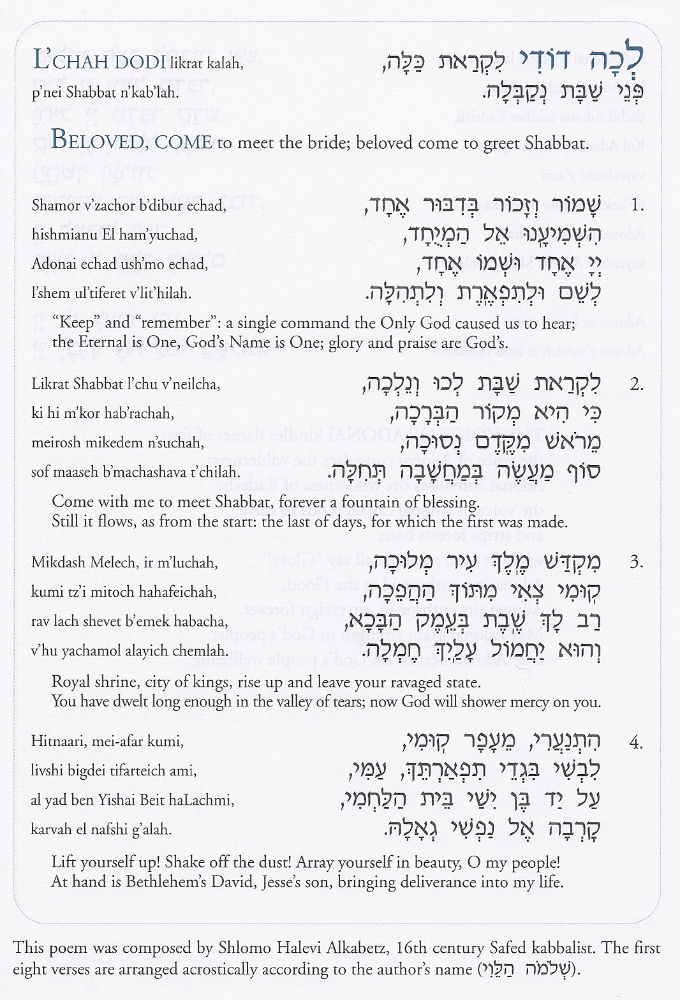 L’CHAH DODI likrat kalah,
לְכָה דוֹדִי לִקְרַאת כַּלָּה,
p’nei Shabbat n’kab’lah.
פְּנֵי שַׁבָּת נְקַבְּלָה.
BELOVED, COME to meet the bride; beloved come to greet Shabbat.
Shamor v’zachor b’dibur echad,
שָׁמוֹר וְזָכוֹר בְּדִבּוּר אֶחָד, 1.
hishmianu El ham’yuchad,
הִשְׁמִיעָֽנוּ אֵל הַמְיֻחָד,
Adonai echad ush’mo echad,
יְיָ אֶחָד וּשְׁמוֹ אֶחָד,
l’shem ul’tiferet v’lit’hilah.
לְשֵׁם וּלְתִפְאֶֽרֶת וְלִתְהִלָּה.
“Keep” and “remember”: a single command the Only God caused us to hear;
the Eternal is One, God’s Name is One; glory and praise are God’s.
Likrat Shabbat l’chu v’neilcha,
לִקְרַאת שַׁבָּת לְכוּ וְנֵלְכָה, 2.
ki hi m’kor hab’rachah,
כִּי הִיא מְקוֹר הַבְּרָכָה,
meirosh mikedem n’suchah,
מֵרֹאשׁ מִקֶּֽדֶם נְסוּכָה,
sof maaseh b’machashava t’chilah.
סוֹף מַעֲשֶׂה בְּמַחֲשָׁבָה תְּחִלָּה.
Come with me to meet Shabbat, forever a fountain of blessing.
Still it flows, as from the start: the last of days, for which the first was made.
Mikdash Melech, ir m’luchah,
מִקְדַּשׁ מֶֽלֶךְ עִיר מְלוּכָה, 3.
kumi tz’i mitoch hahafeichah,
קֽוּמִי צְאִי מִתּוֹךְ הַהֲפֵכָה,
rav lach shevet b’emek habacha,
רַב לָךְ שֶֽׁבֶת בְּעֵֽמֶק הַבָּכָא,
v’hu yachamol alayich chemlah.
וְהוּא יַחֲמוֹל עָלַֽיִךְ חֶמְלָה.
Royal shrine, city of kings, rise up and leave your ravaged state.
You have dwelt long enough in the valley of tears; now God will shower mercy on you.
Hitnaari, mei-afar kumi,
הִתְנַעֲרִי, מֵעָפָר קֽוּמִי, 4.
livshi bigdei tifarteich ami,
לִבְשִׁי בִּגְדֵי תִפְאַרְתֵּךְ, עַמִּי,
al yad ben Yishai Beit haLachmi,
עַל יַד בֶּן יִשַׁי בֵּית הַלַּחְמִי,
karvah el nafshi g’alah.
קָרְבָה אֶל נַפְשִׁי גְאָלָהּ.
Lift yourself up! Shake off the dust! Array yourself in beauty, O my people!
At hand is Bethlehem’s David, Jesse’s son, bringing deliverance into my life.
This poem was composed by Shlomo Halevi Alkabetz, 16th century Safed kabbalist. The first
eight verses are arranged acrostically according to the author’s name (שְׁלֹמֹה הַלֵּוִי).